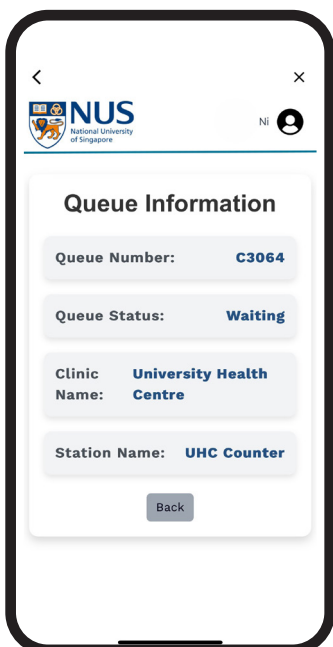 NUS
National University
of Singapore
Ni
Queue Information
Queue Number: C3064
Queue Status: Waiting
Clinic Name: University Health Centre
Station Name: UHC Counter
Back